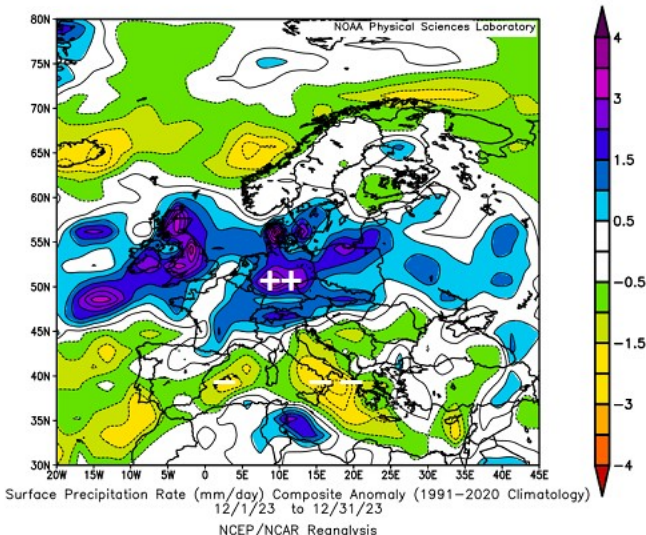 NOAA Physical Sciences Laboratory
80N
75N
70N
65N
60N
55N
50N
45N
40N
35N
30N
20W 15W 10W 5W 0 5E 10E 15E 20E 25E 30E 35E 40E 45E
4
3
1.5
0.5
−0.5
−1.5
−3
−4
++
− − −
Surface Precipitation Rate (mm/day) Composite Anomaly (1991−2020 Climatology)
12/1/23 to 12/31/23
NCEP/NCAR Reanalysis